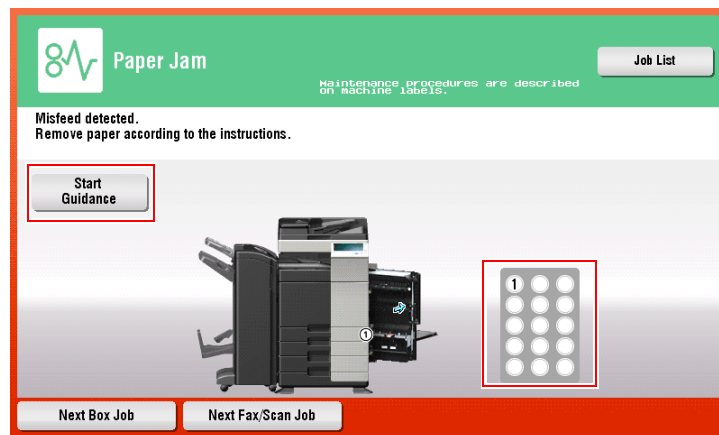 Paper Jam
Job List
Maintenance procedures are described
on machine labels.
Misfeed detected.
Remove paper according to the instructions.
Start
Guidance
1
1
Next Box Job
Next Fax/Scan Job